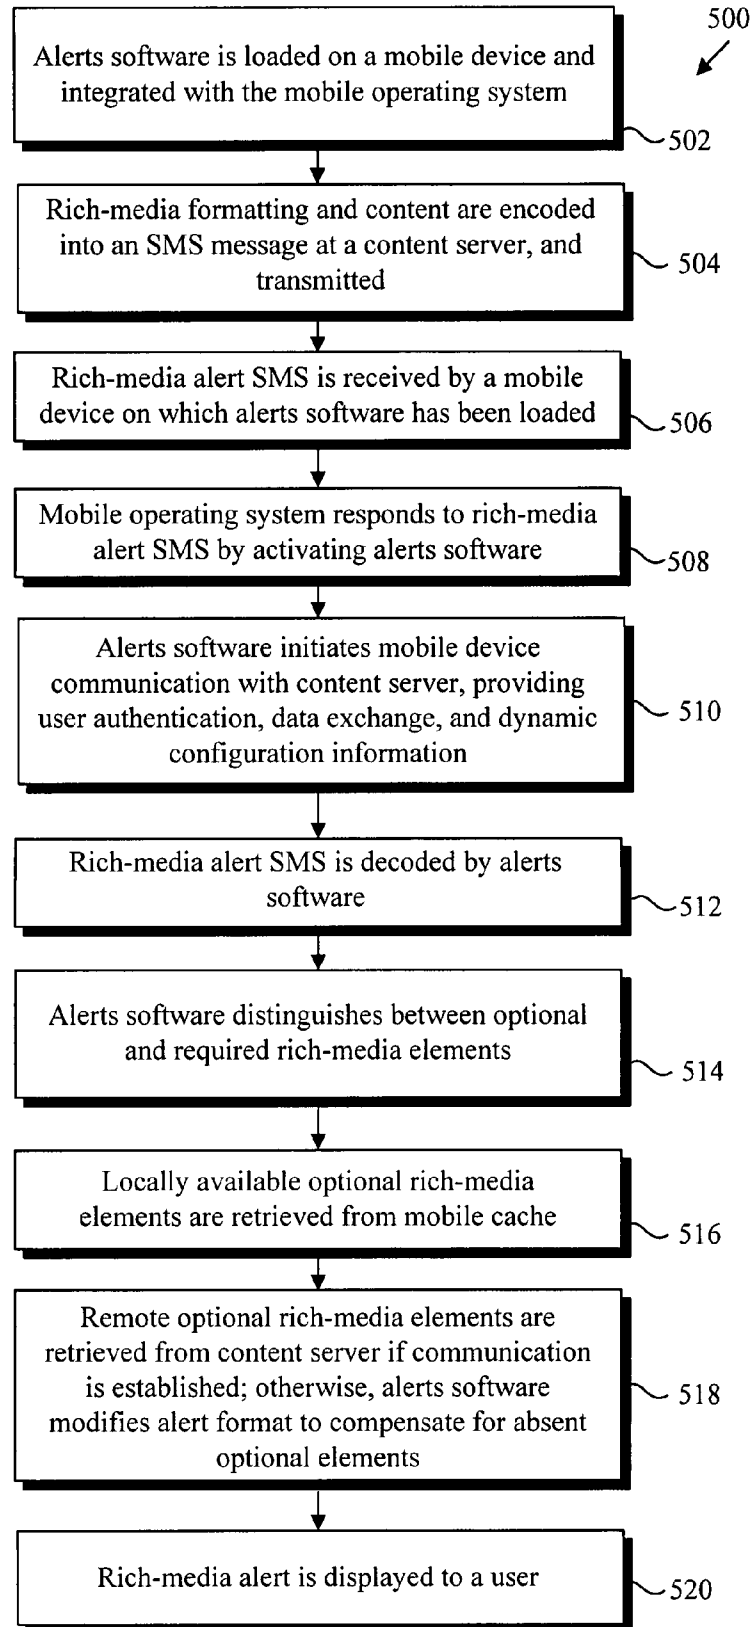 500
Alerts software is loaded on a mobile device and
integrated with the mobile operating system
502
Rich-media formatting and content are encoded
into an SMS message at a content server, and
transmitted
504
Rich-media alert SMS is received by a mobile
device on which alerts software has been loaded
506
Mobile operating system responds to rich-media
alert SMS by activating alerts software
508
Alerts software initiates mobile device
communication with content server, providing
user authentication, data exchange, and dynamic
configuration information
510
Rich-media alert SMS is decoded by alerts
software
512
Alerts software distinguishes between optional
and required rich-media elements
514
Locally available optional rich-media
elements are retrieved from mobile cache
516
Remote optional rich-media elements are
retrieved from content server if communication
is established; otherwise, alerts software
modifies alert format to compensate for absent
optional elements
518
Rich-media alert is displayed to a user
520